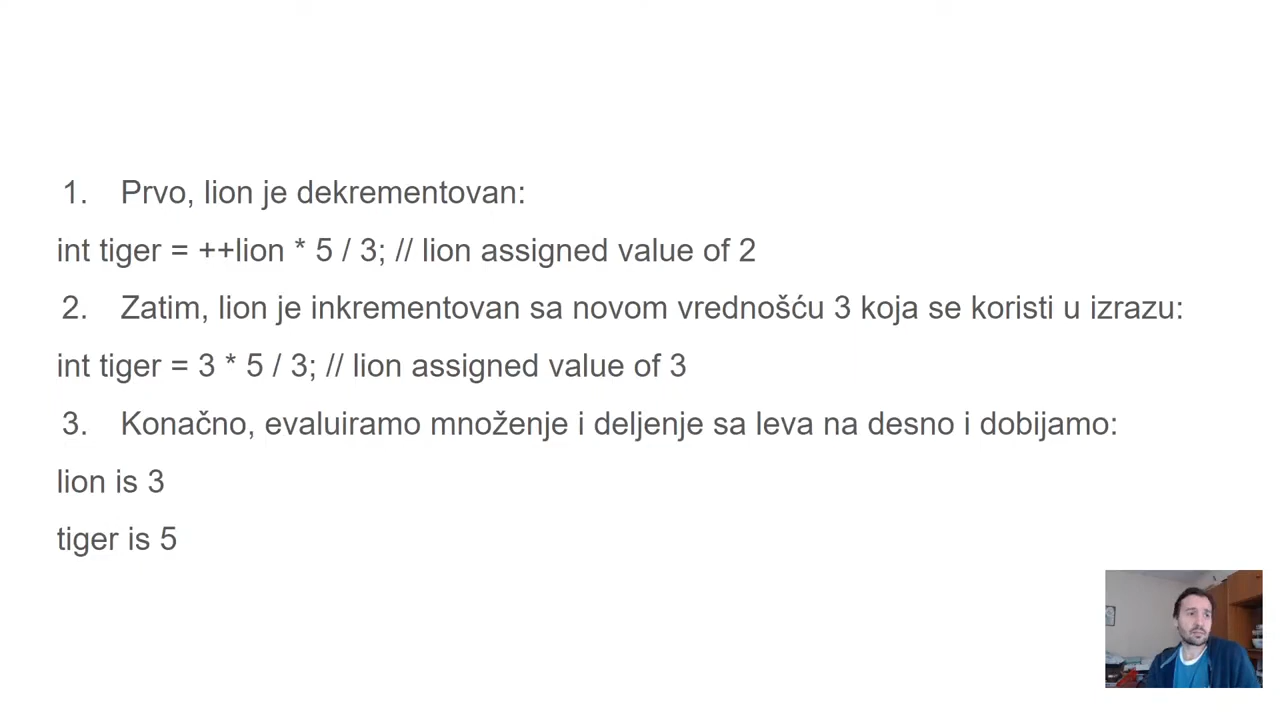 1. Prvo, lion je dekrementovan:
int tiger = ++lion * 5 / 3; // lion assigned value of 2
2. Zatim, lion je inkrementovan sa novom vrednošću 3 koja se koristi u izrazu:
int tiger = 3 * 5 / 3; // lion assigned value of 3
3. Konačno, evaluiramo množenje i deljenje sa leva na desno i dobijamo:
lion is 3
tiger is 5